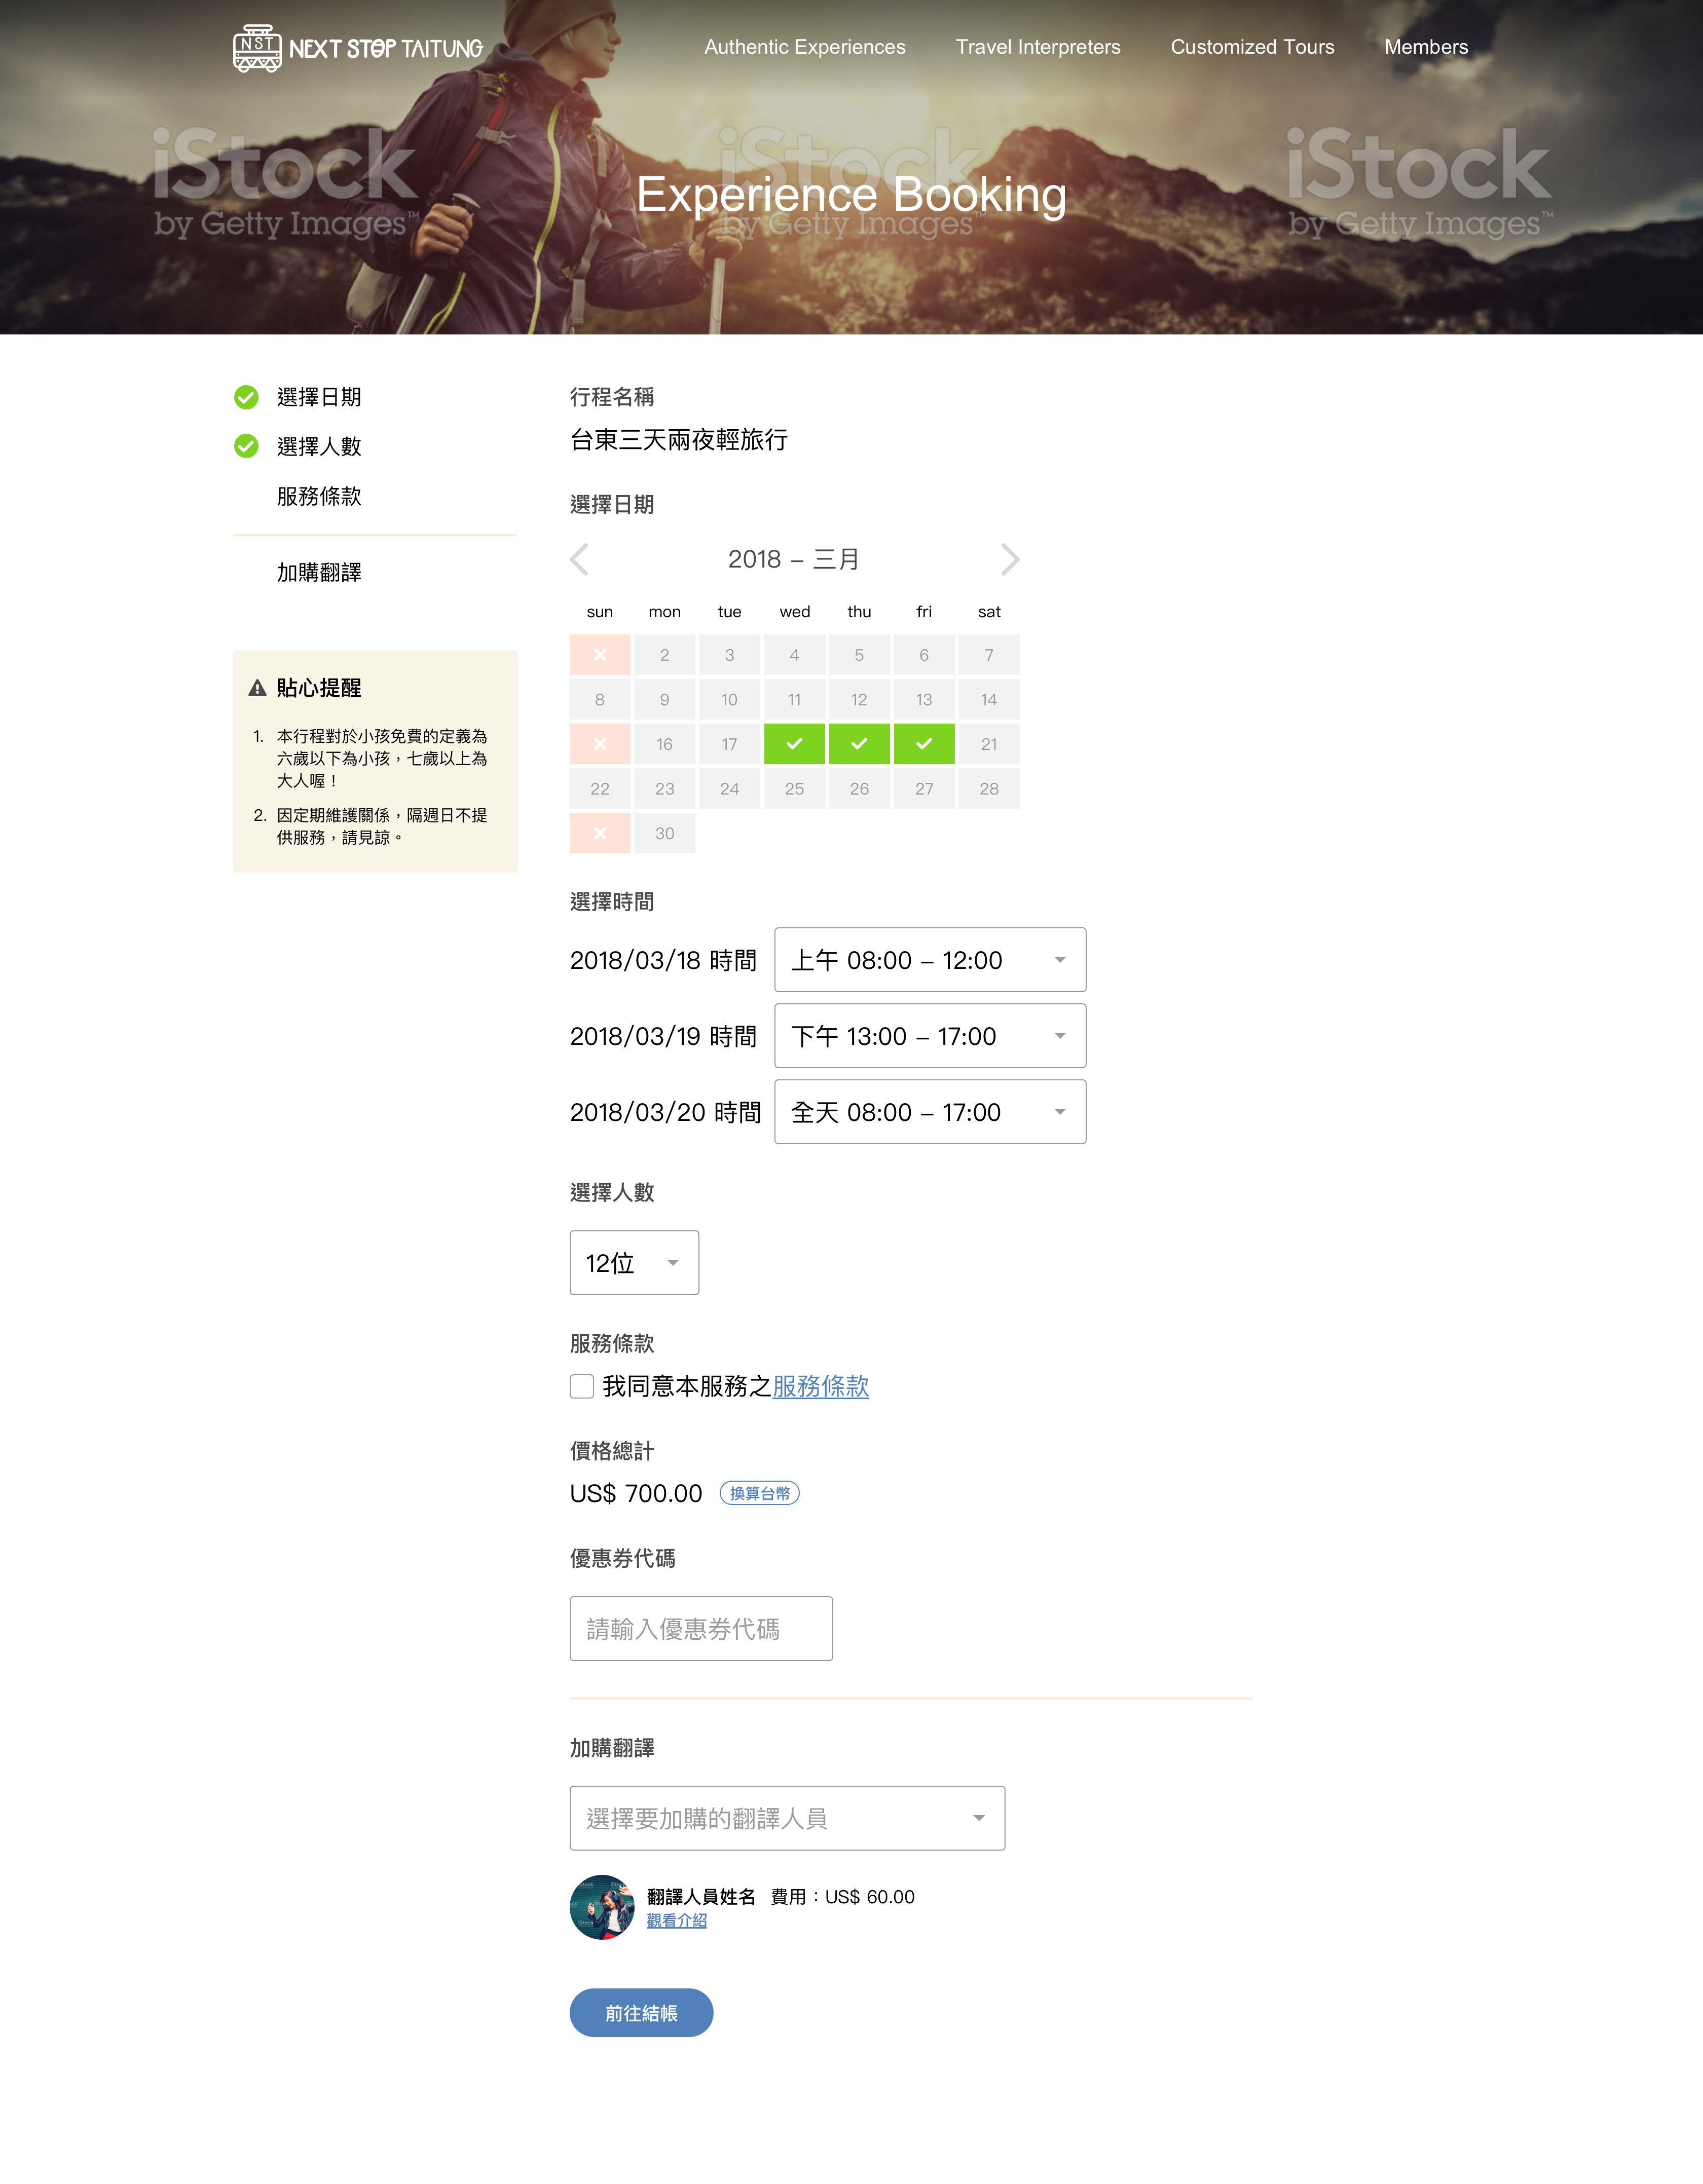 NST NEXT STOP TAITUNG
Authentic Experiences
Travel Interpreters
Customized Tours
Members
iStock
by Getty Images™
iStock
by Getty Images™
iStock
by Getty Images™
Experience Booking
選擇日期
選擇人數
服務條款
加購翻譯
貼心提醒
1. 本行程對於小孩免費的定義為
六歲以下為小孩，七歲以上為
大人喔！
2. 因定期維護關係，隔週日不提
供服務，請見諒。
行程名稱
台東三天兩夜輕旅行
選擇日期
2018 – 三月
sun mon tue wed thu fri sat
2 3 4 5 6 7
8 9 10 11 12 13 14
16 17 21
22 23 24 25 26 27 28
30
選擇時間
2018/03/18 時間 上午 08:00 – 12:00
2018/03/19 時間 下午 13:00 – 17:00
2018/03/20 時間 全天 08:00 – 17:00
選擇人數
12位
服務條款
我同意本服務之服務條款
價格總計
US$ 700.00 換算台幣
優惠券代碼
請輸入優惠券代碼
加購翻譯
選擇要加購的翻譯人員
翻譯人員姓名 費用：US$ 60.00
觀看介紹
前往結帳